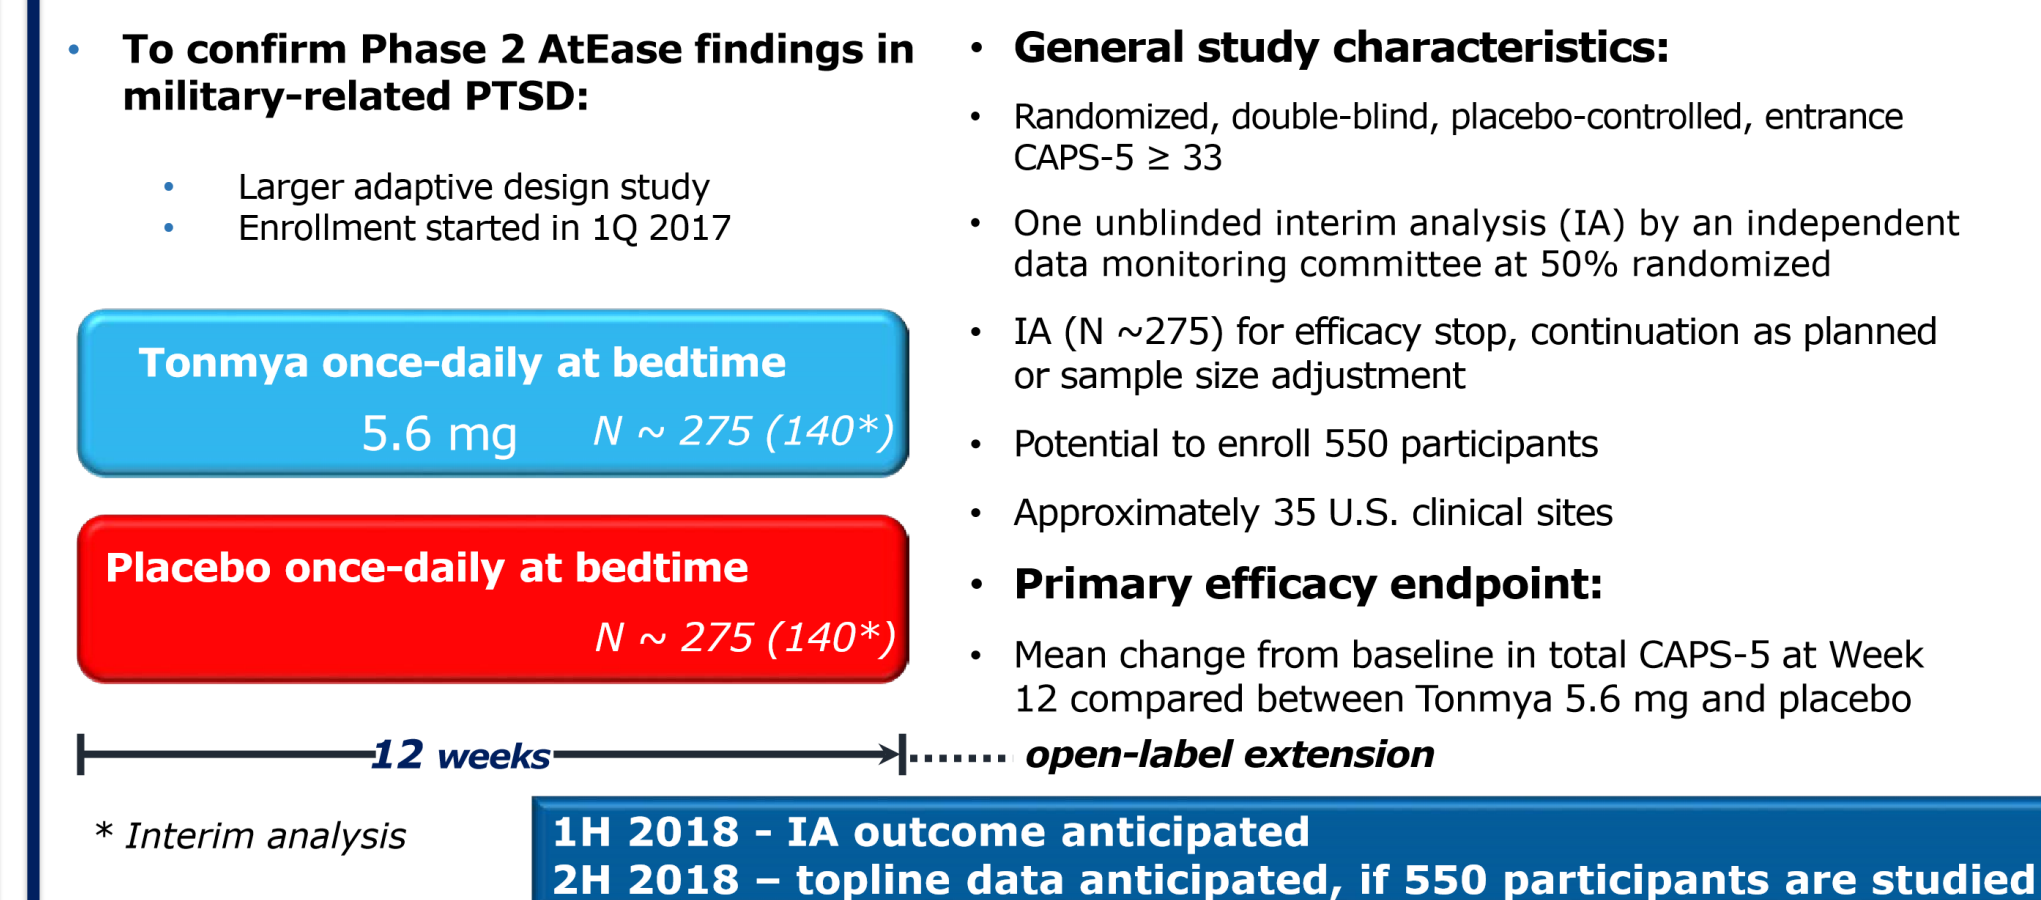 • To confirm Phase 2 AtEase findings in
military-related PTSD:
• Larger adaptive design study
• Enrollment started in 1Q 2017
Tonmya once-daily at bedtime
5.6 mg N ~ 275 (140*)
Placebo once-daily at bedtime
N ~ 275 (140*)
12 weeks
* Interim analysis
• General study characteristics:
• Randomized, double-blind, placebo-controlled, entrance
CAPS-5 ≥ 33
• One unblinded interim analysis (IA) by an independent
data monitoring committee at 50% randomized
• IA (N ~275) for efficacy stop, continuation as planned
or sample size adjustment
• Potential to enroll 550 participants
• Approximately 35 U.S. clinical sites
• Primary efficacy endpoint:
• Mean change from baseline in total CAPS-5 at Week
12 compared between Tonmya 5.6 mg and placebo
open-label extension
1H 2018 - IA outcome anticipated
2H 2018 – topline data anticipated, if 550 participants are studied